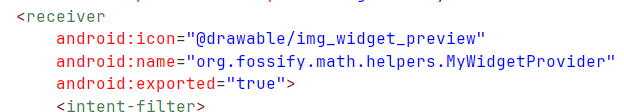 <receiver
android:icon="@drawable/img_widget_preview"
android:name="org.fossify.math.helpers.MyWidgetProvider"
android:exported="true">
<intent-filter>